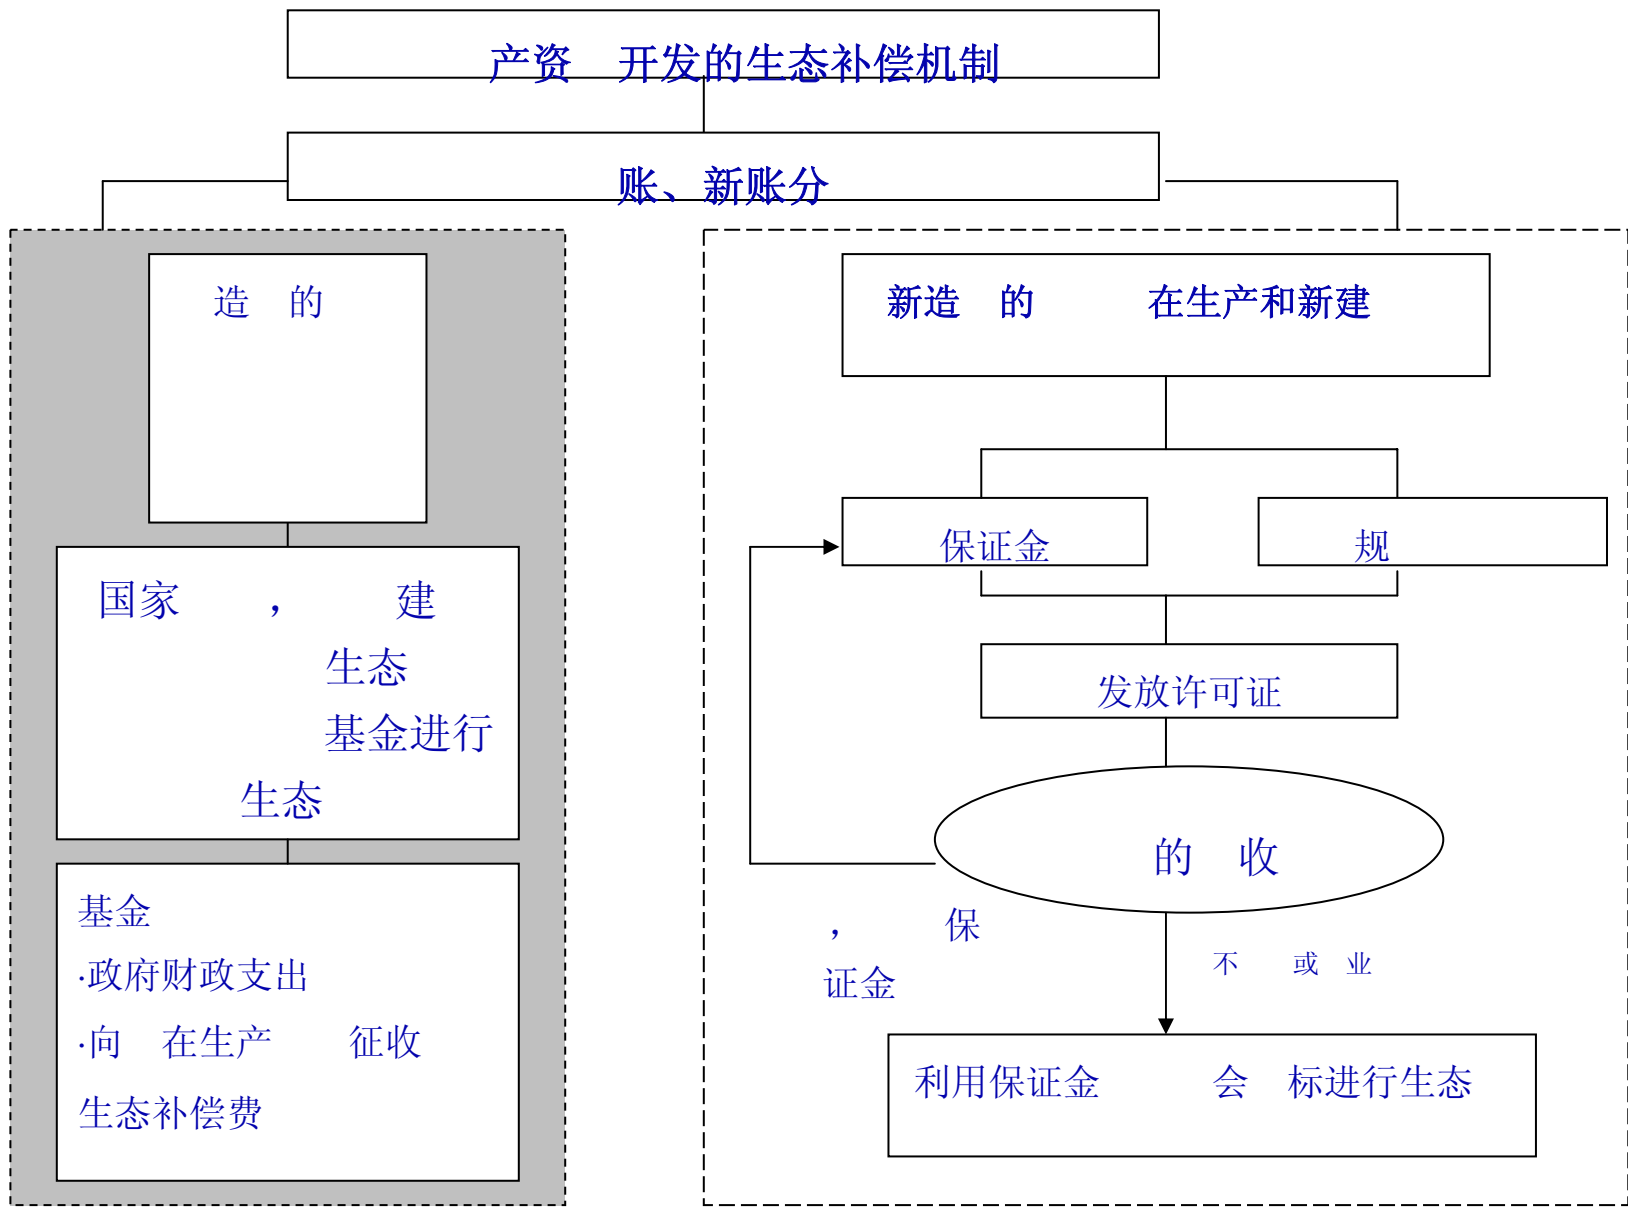 产资 开发的生态补偿机制
账、新账分
造 的
新造 的 在生产和新建
保证金
规
国家 ， 建
生态
基金进行
生态
发放许可证
的 收
基金
·政府财政支出
·向 在生产 征收
生态补偿费
， 保
证金
不 或 业
利用保证金 会 标进行生态